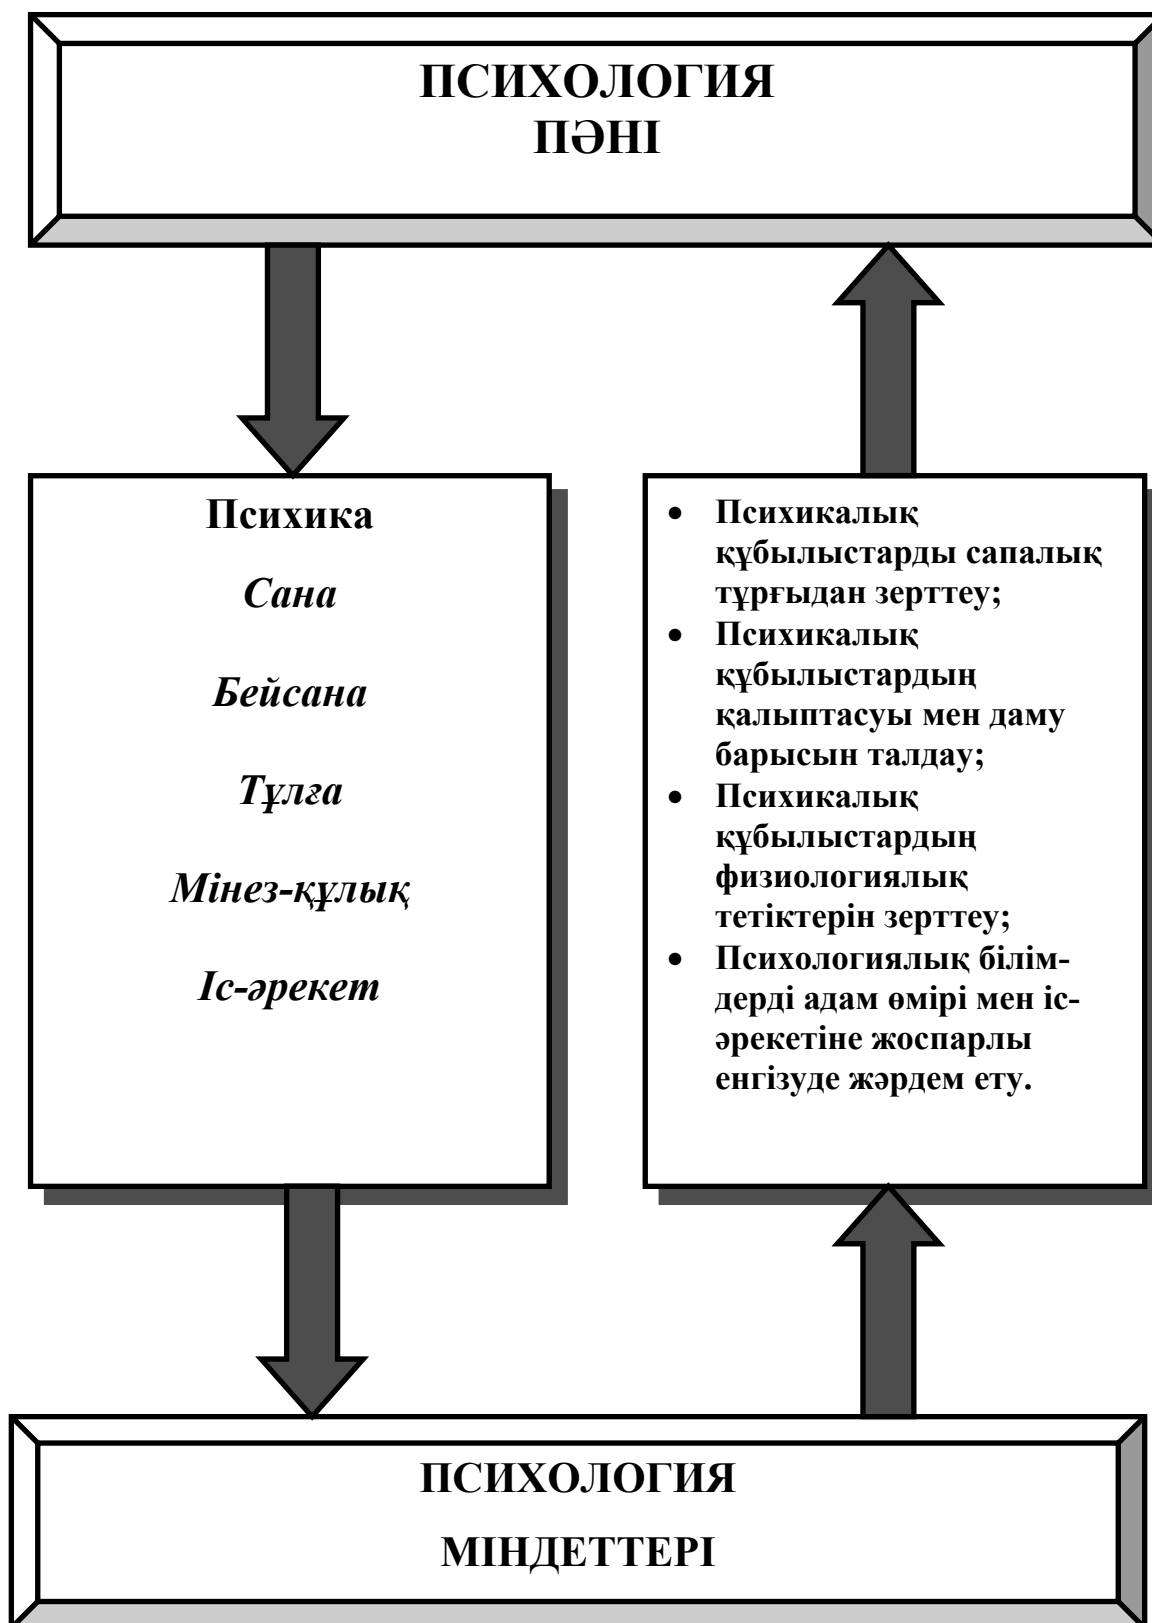 ПСИХОЛОГИЯ
ПӘНІ
Психика
Сана
Бейсана
Тұлға
Мінез-құлық
Іс-әрекет
• Психикалық
құбылыстарды сапалық
тұрғыдан зерттеу;
• Психикалық
құбылыстардың
қалыптасуы мен даму
барысын талдау;
• Психикалық
құбылыстардың
физиологиялық
тетіктерін зерттеу;
• Психологиялық білім-
дерді адам өмірі мен іс-
әрекетіне жоспарлы
енгізуде жәрдем ету.
ПСИХОЛОГИЯ
МІНДЕТТЕРІ